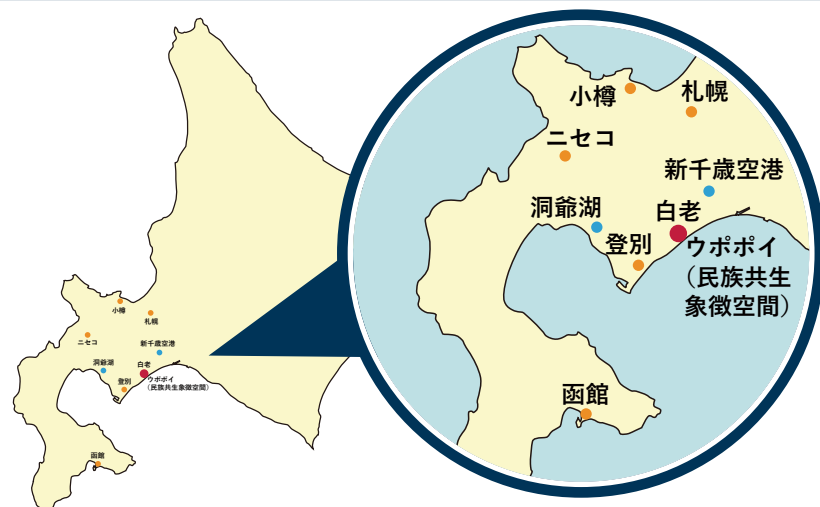 小樽
札幌
ニセコ
新千歳空港
洞爺湖
白老
登別
ウポポイ
（民族共生象徴空間）
函館
小樽
札幌
ニセコ
新千歳空港
洞爺湖
白老
登別
ウポポイ
（民族共生
象徴空間）
函館